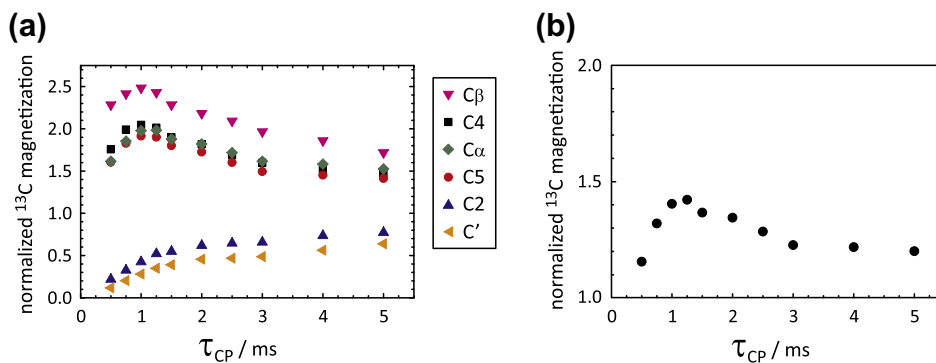 (a)
normalized ¹³C magnetization
2.5
2.0
1.5
1.0
0.5
0.0
0 1 2 3 4 5
τCP / ms
Cβ
C4
Cα
C5
C2
C'
(b)
normalized ¹³C magnetization
2.0
1.5
1.0
0 1 2 3 4 5
τCP / ms